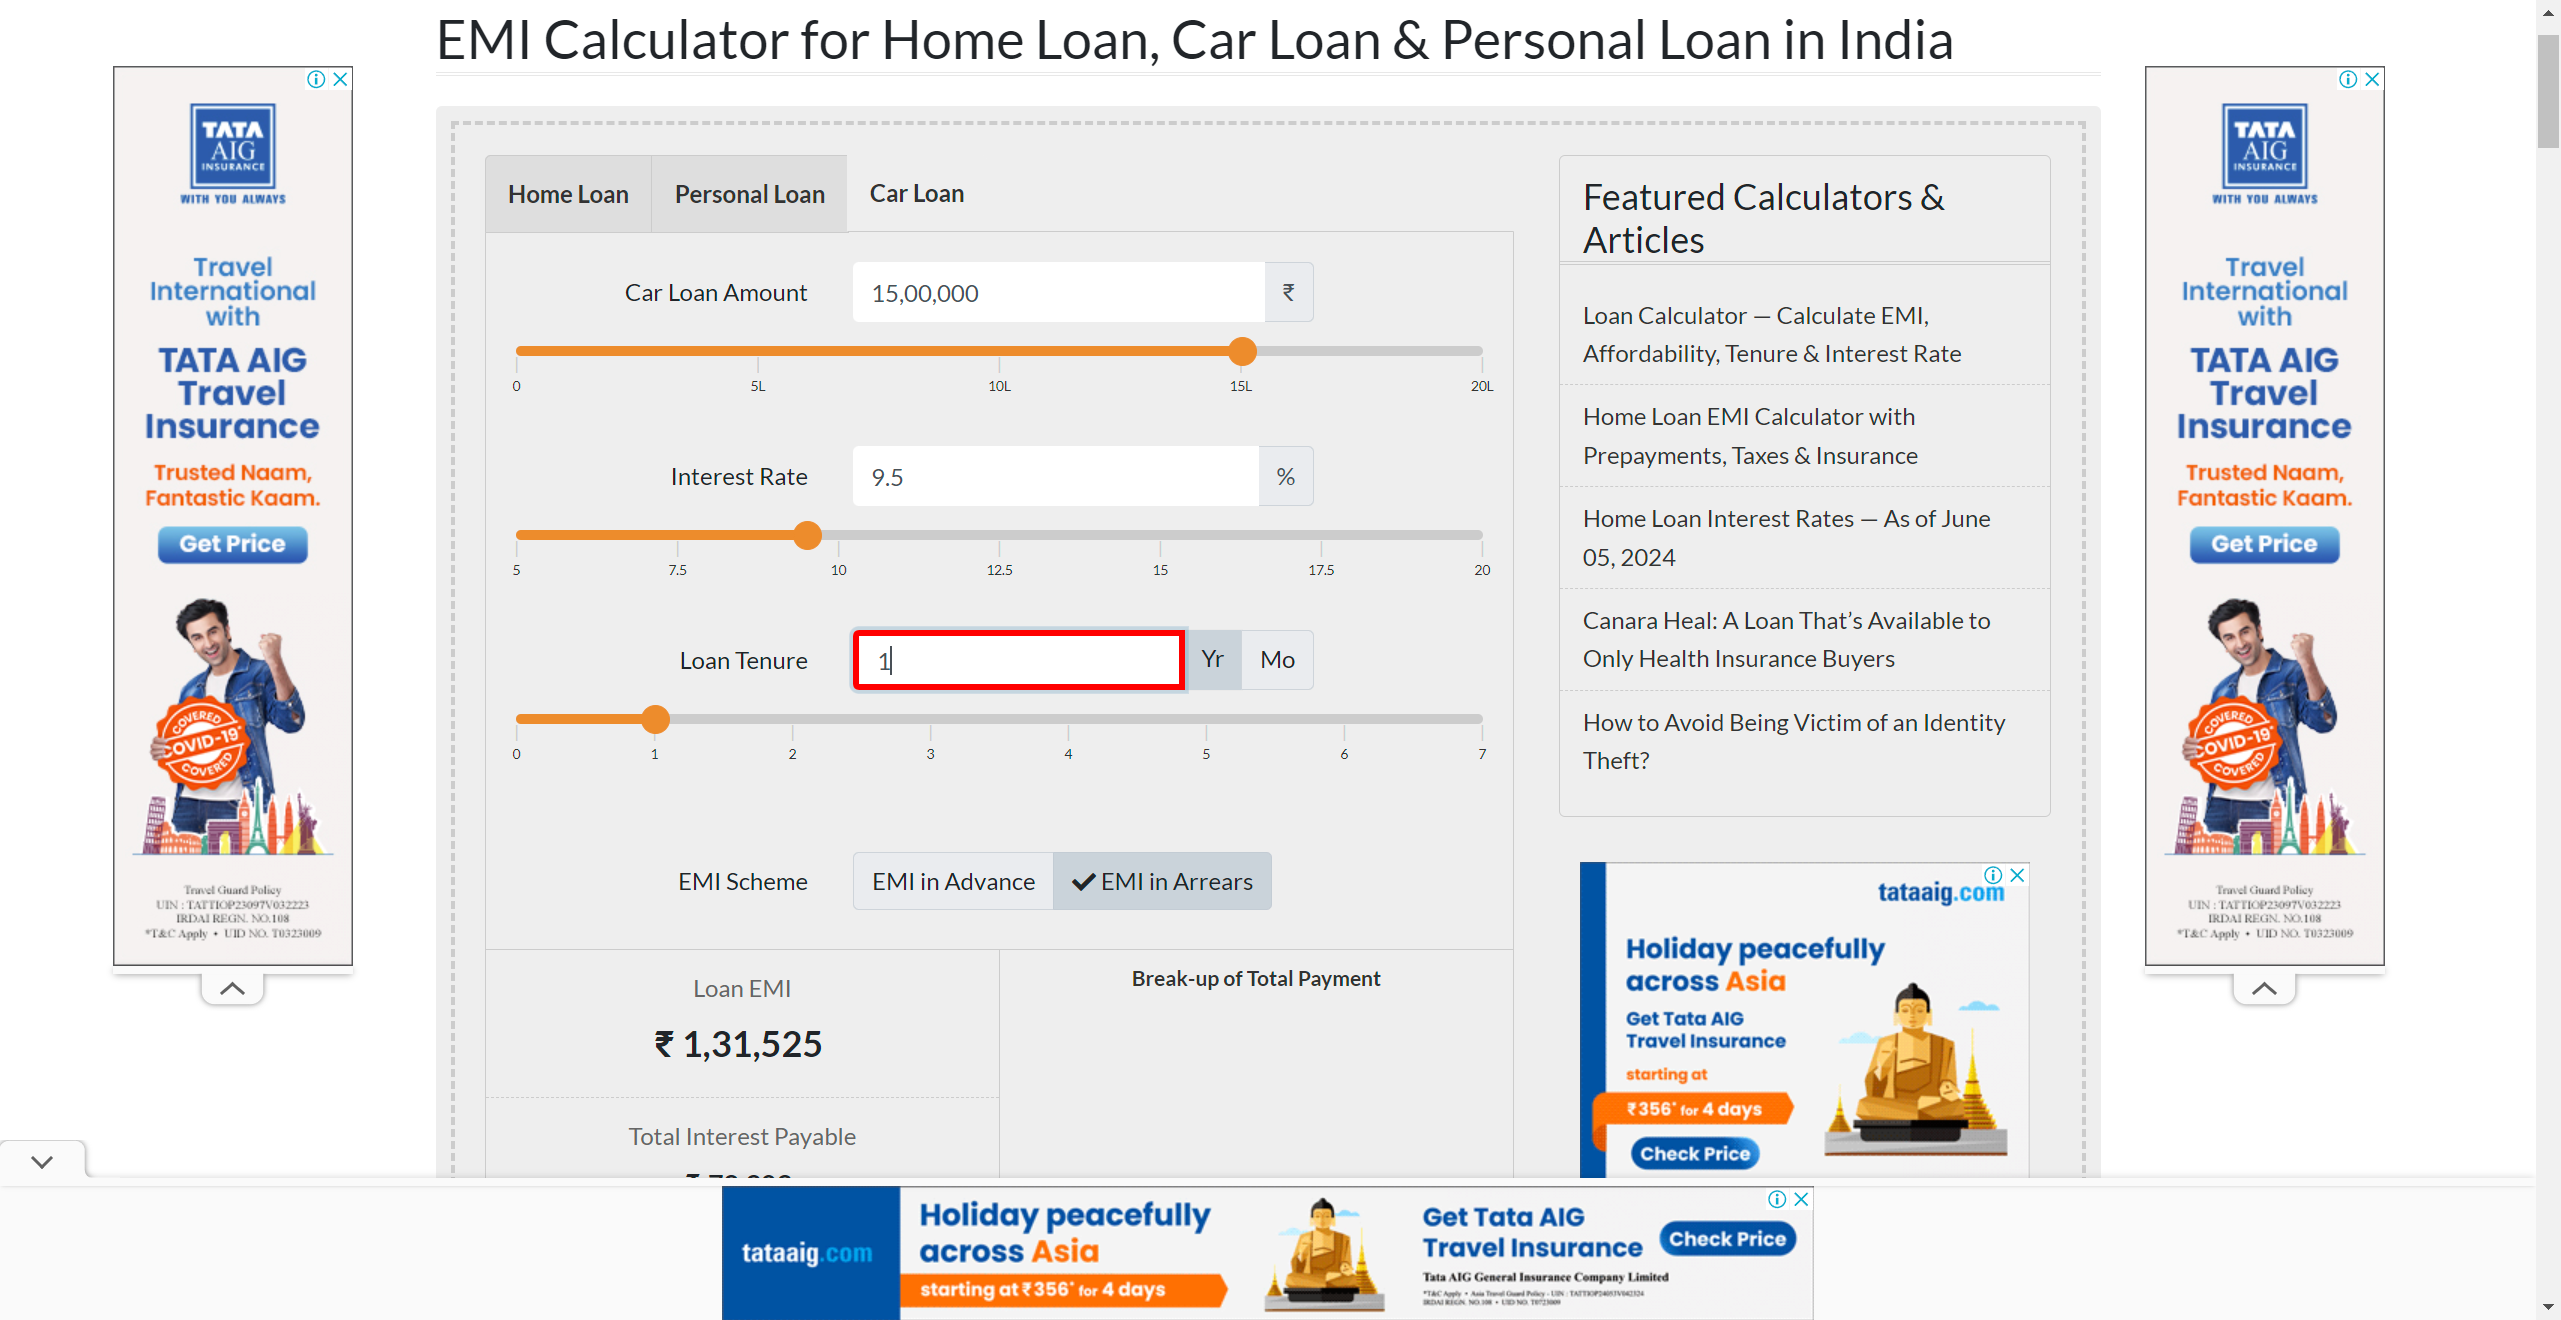 EMI Calculator for Home Loan, Car Loan & Personal Loan in India
TATA
AIG
INSURANCE
WITH YOU ALWAYS
Travel
International
with
TATA AIG
Travel
Insurance
Trusted Naam,
Fantastic Kaam.
Get Price
COVERED
COVID-19*
COVERED
Travel Guard Policy
UIN : TATTIOP23097V032223
IRDAI REGN. NO.108
*T&C Apply • UID NO. T0323009
Home Loan
Personal Loan
Car Loan
Car Loan Amount
15,00,000
₹
0
5L
10L
15L
20L
Interest Rate
9.5
%
5
7.5
10
12.5
15
17.5
20
Loan Tenure
1
Yr
Mo
0
1
2
3
4
5
6
7
EMI Scheme
EMI in Advance
EMI in Arrears
Loan EMI
₹ 1,31,525
Total Interest Payable
Break-up of Total Payment
Featured Calculators &
Articles
Loan Calculator — Calculate EMI,
Affordability, Tenure & Interest Rate
Home Loan EMI Calculator with
Prepayments, Taxes & Insurance
Home Loan Interest Rates — As of June
05, 2024
Canara Heal: A Loan That’s Available to
Only Health Insurance Buyers
How to Avoid Being Victim of an Identity
Theft?
tataaig.com
Holiday peacefully
across Asia
Get Tata AIG
Travel Insurance
starting at
₹356* for 4 days
Check Price
TATA
AIG
INSURANCE
WITH YOU ALWAYS
Travel
International
with
TATA AIG
Travel
Insurance
Trusted Naam,
Fantastic Kaam.
Get Price
COVERED
COVID-19*
COVERED
Travel Guard Policy
UIN : TATTIOP23097V032223
IRDAI REGN. NO.108
*T&C Apply • UID NO. T0323009
tataaig.com
Holiday peacefully
across Asia
starting at ₹356* for 4 days
Get Tata AIG
Travel Insurance
Check Price
Tata AIG General Insurance Company Limited